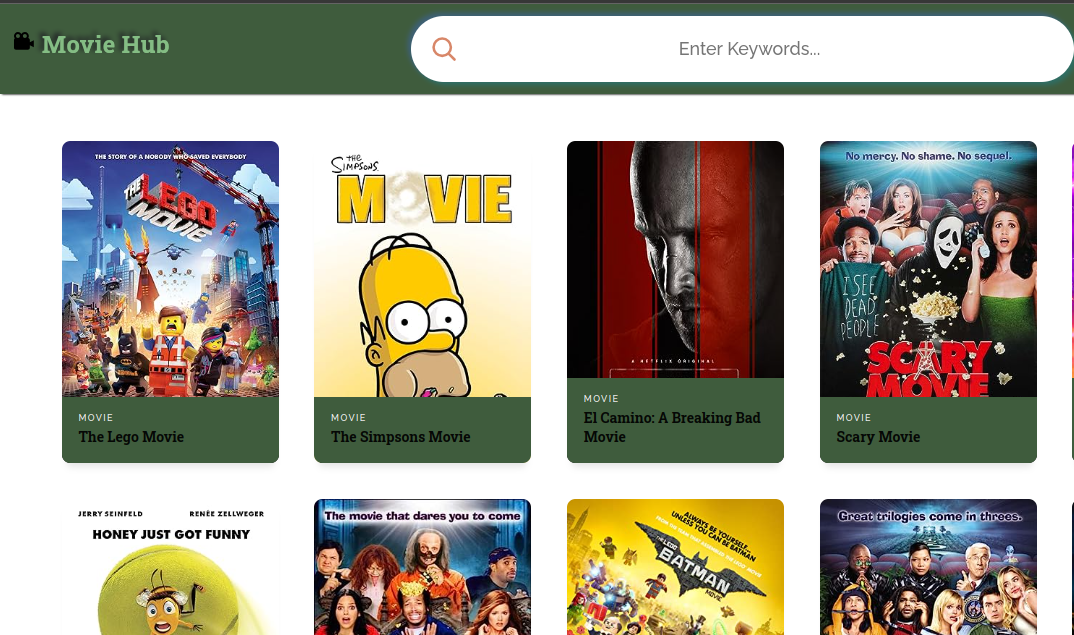 Movie Hub
Enter Keywords...
THE STORY OF A NOBODY WHO SAVED EVERYBODY
THE
LEGO
MOVIE
THE
SIMPSONS
MOVIE
A NETFLIX ORIGINAL
No mercy. No shame. No sequel.
I SEE
DEAD
PEOPLE
SCARY
MOVIE
MOVIE
The Lego Movie
MOVIE
The Simpsons Movie
MOVIE
El Camino: A Breaking Bad
Movie
MOVIE
Scary Movie
JERRY SEINFELD
RENÉE ZELLWEGER
HONEY JUST GOT FUNNY
The movie that dares you to come
ALWAYS BE YOURSELF...
UNLESS YOU CAN BE BATMAN
THE LEGO
BATMAN
MOVIE
Great trilogies come in threes.